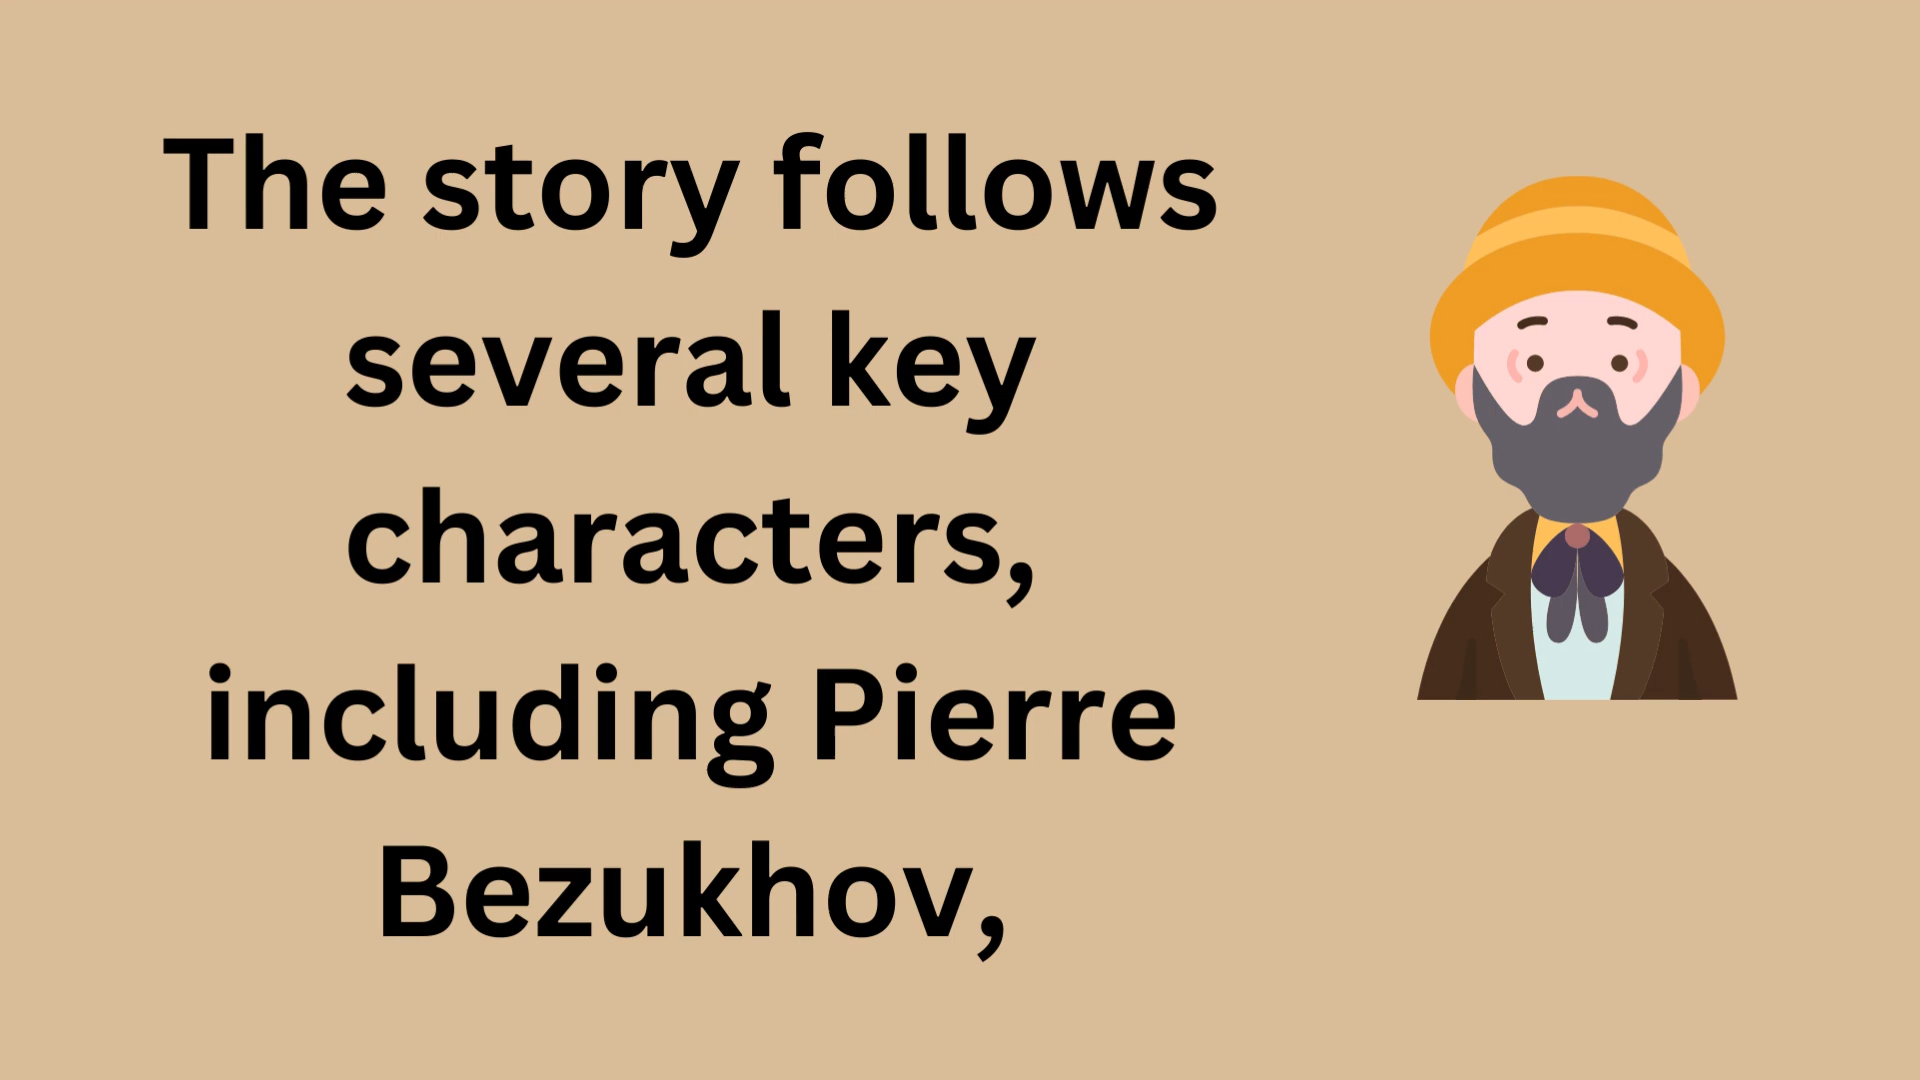 The story follows
several key
characters,
including Pierre
Bezukhov,